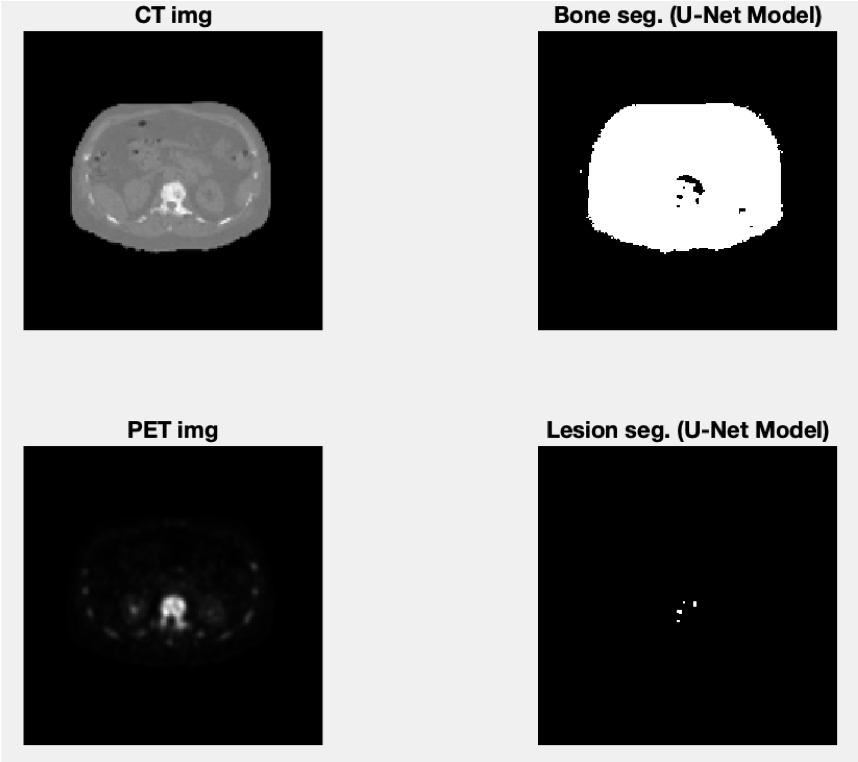 CT img
Bone seg. (U-Net Model)
PET img
Lesion seg. (U-Net Model)